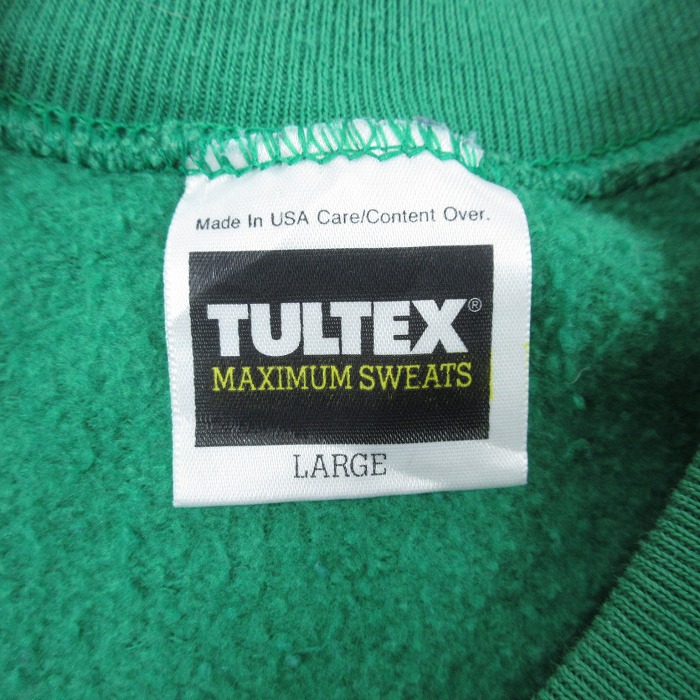 Made In USA Care/Content Over.
TULTEX®
MAXIMUM SWEATS
LARGE